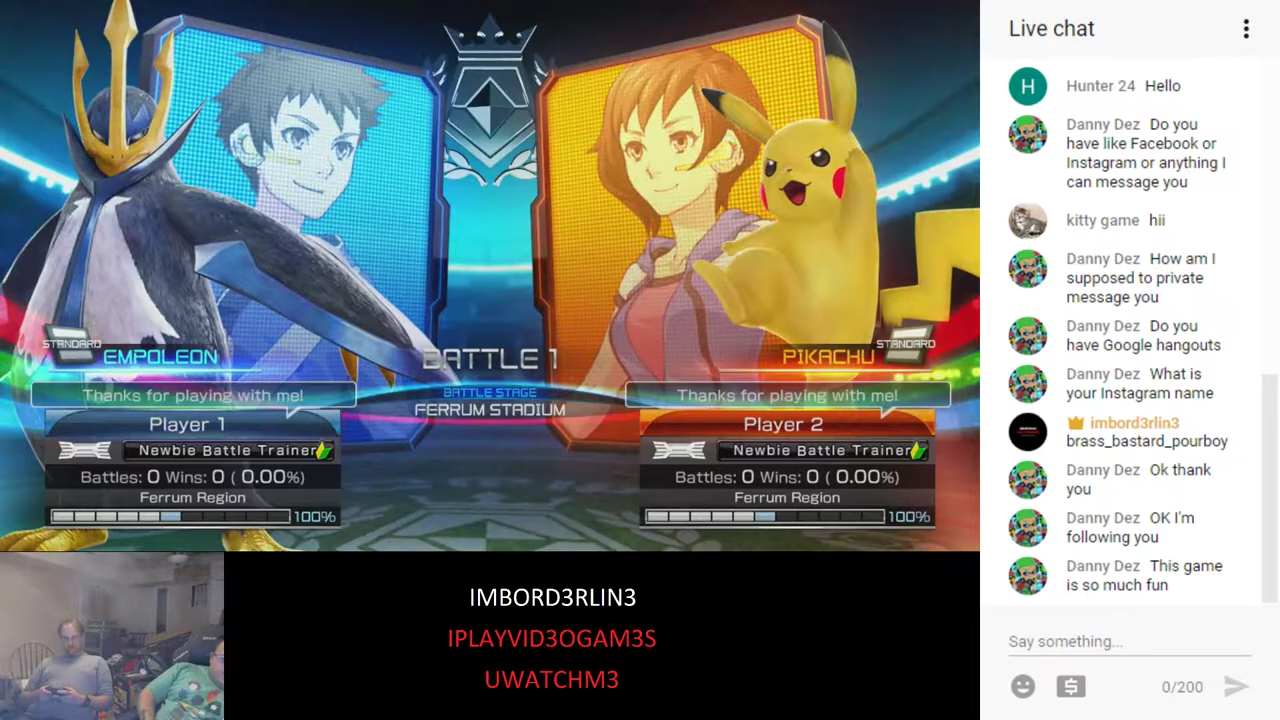 STANDARD
EMPOLEON
BATTLE 1
PIKACHU
STANDARD
BATTLE STAGE
FERRUM STADIUM
Thanks for playing with me!
Player 1
Newbie Battle Trainer
Battles: 0 Wins: 0 ( 0.00%)
Ferrum Region
100%
Thanks for playing with me!
Player 2
Newbie Battle Trainer
Battles: 0 Wins: 0 ( 0.00%)
Ferrum Region
100%
IMBORD3RLIN3
IPLAYVID3OGAM3S
UWATCHM3
Live chat
H
Hunter 24 Hello
Danny Dez Do you
have like Facebook or
Instagram or anything I
can message you
kitty game hii
Danny Dez How am I
supposed to private
message you
Danny Dez Do you
have Google hangouts
Danny Dez What is
your Instagram name
imbord3rlin3
brass_bastard_pourboy
Danny Dez Ok thank
you
Danny Dez OK I'm
following you
Danny Dez This game
is so much fun
Say something...
0/200